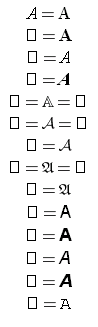 𝐴 = A
□ = 𝐀
□ = 𝐴
□ = 𝑨
□ = 𝔸 = □
□ = 𝒜 = □
□ = 𝒜
□ = 𝔄 = □
□ = 𝔄
□ = 𝖠
□ = 𝗔
□ = 𝘈
□ = 𝘼
□ = 𝙰